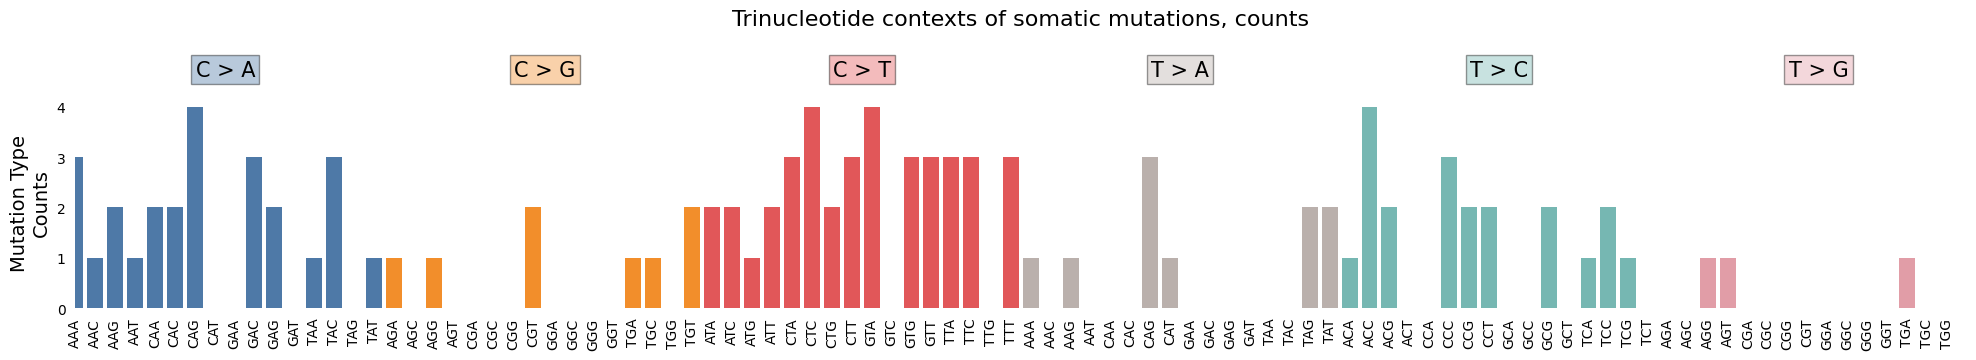 Trinucleotide contexts of somatic mutations, counts
C > A C > G C > T T > A T > C T > G
Mutation Type
Counts
4
3
2
1
0
AAA AAC AAG AAT CAA CAC CAG CAT GAA GAC GAG GAT TAA TAC TAG TAT AGA AGC AGG AGT CGA CGC CGG CGT GGA GGC GGG GGT TGA TGC TGG TGT ATA ATC ATG ATT CTA CTC CTG CTT GTA GTC GTG GTT TTA TTC TTG TTT AAA AAC AAG AAT CAA CAC CAG CAT GAA GAC GAG GAT TAA TAC TAG TAT ACA ACC ACG ACT CCA CCC CCG CCT GCA GCC GCG GCT TCA TCC TCG TCT AGA AGC AGG AGT CGA CGC CGG CGT GGA GGC GGG GGT TGA TGC TGG